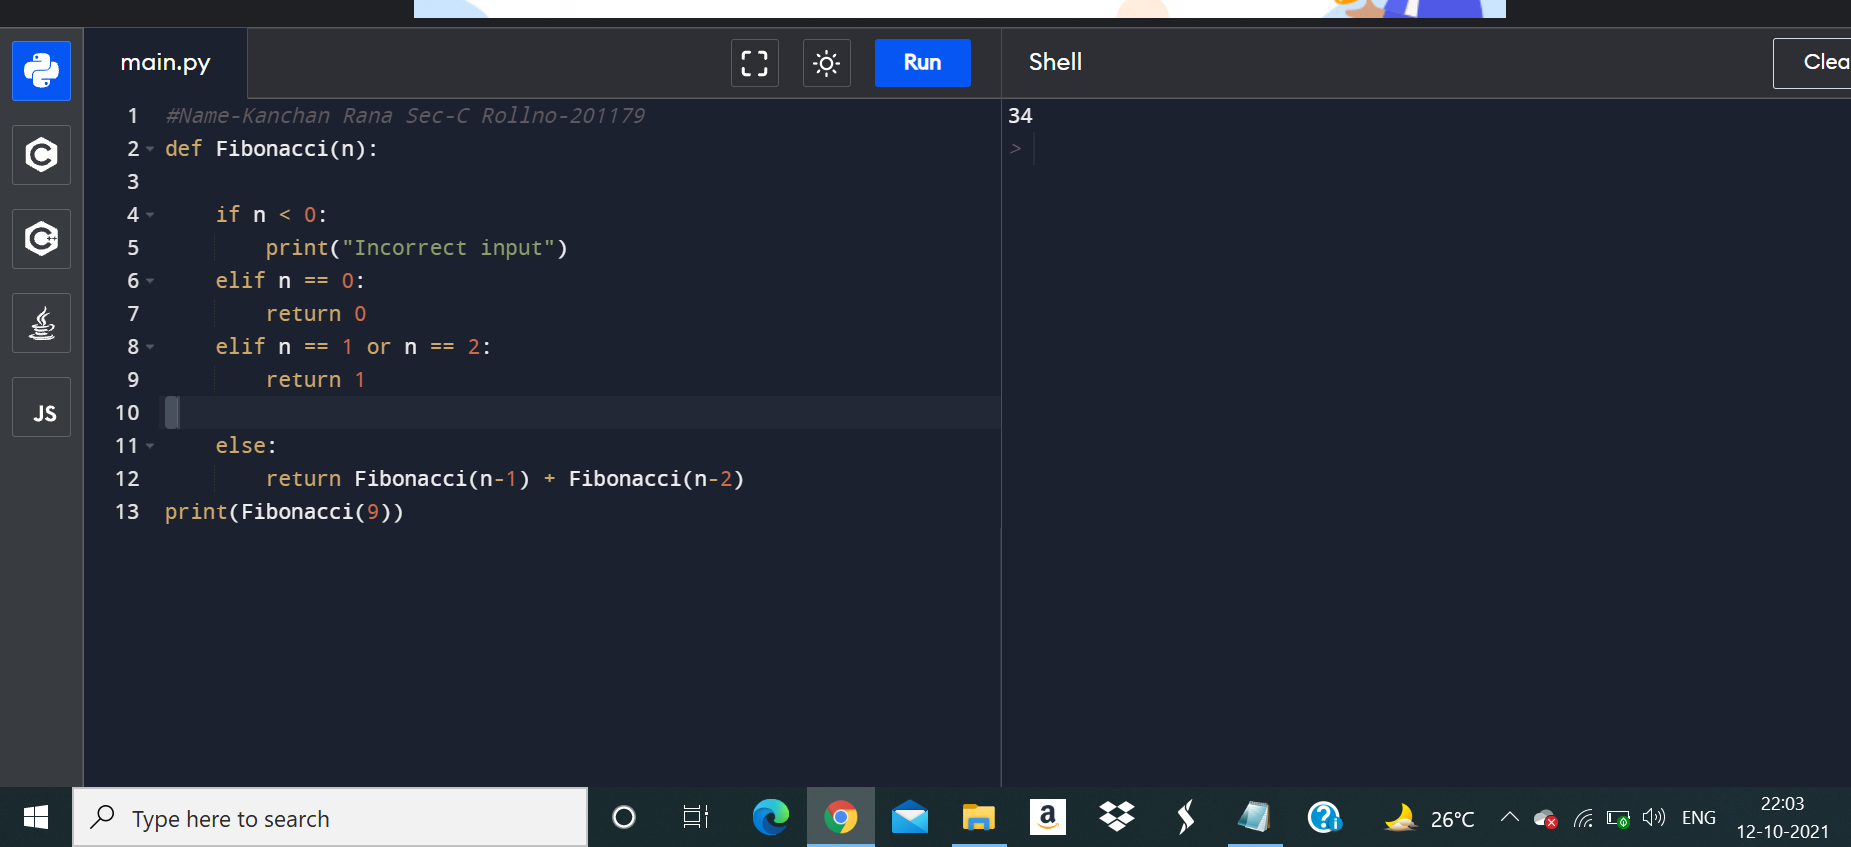 main.py
Run
Shell
Clea
1 #Name-Kanchan Rana Sec-C Rollno-201179
2 def Fibonacci(n):
3
4     if n < 0:
5         print("Incorrect input")
6     elif n == 0:
7         return 0
8     elif n == 1 or n == 2:
9         return 1
10
11     else:
12         return Fibonacci(n-1) + Fibonacci(n-2)
13 print(Fibonacci(9))
34
>
C
C++
JS
Type here to search
a
26°C
ENG
22:03
12-10-2021